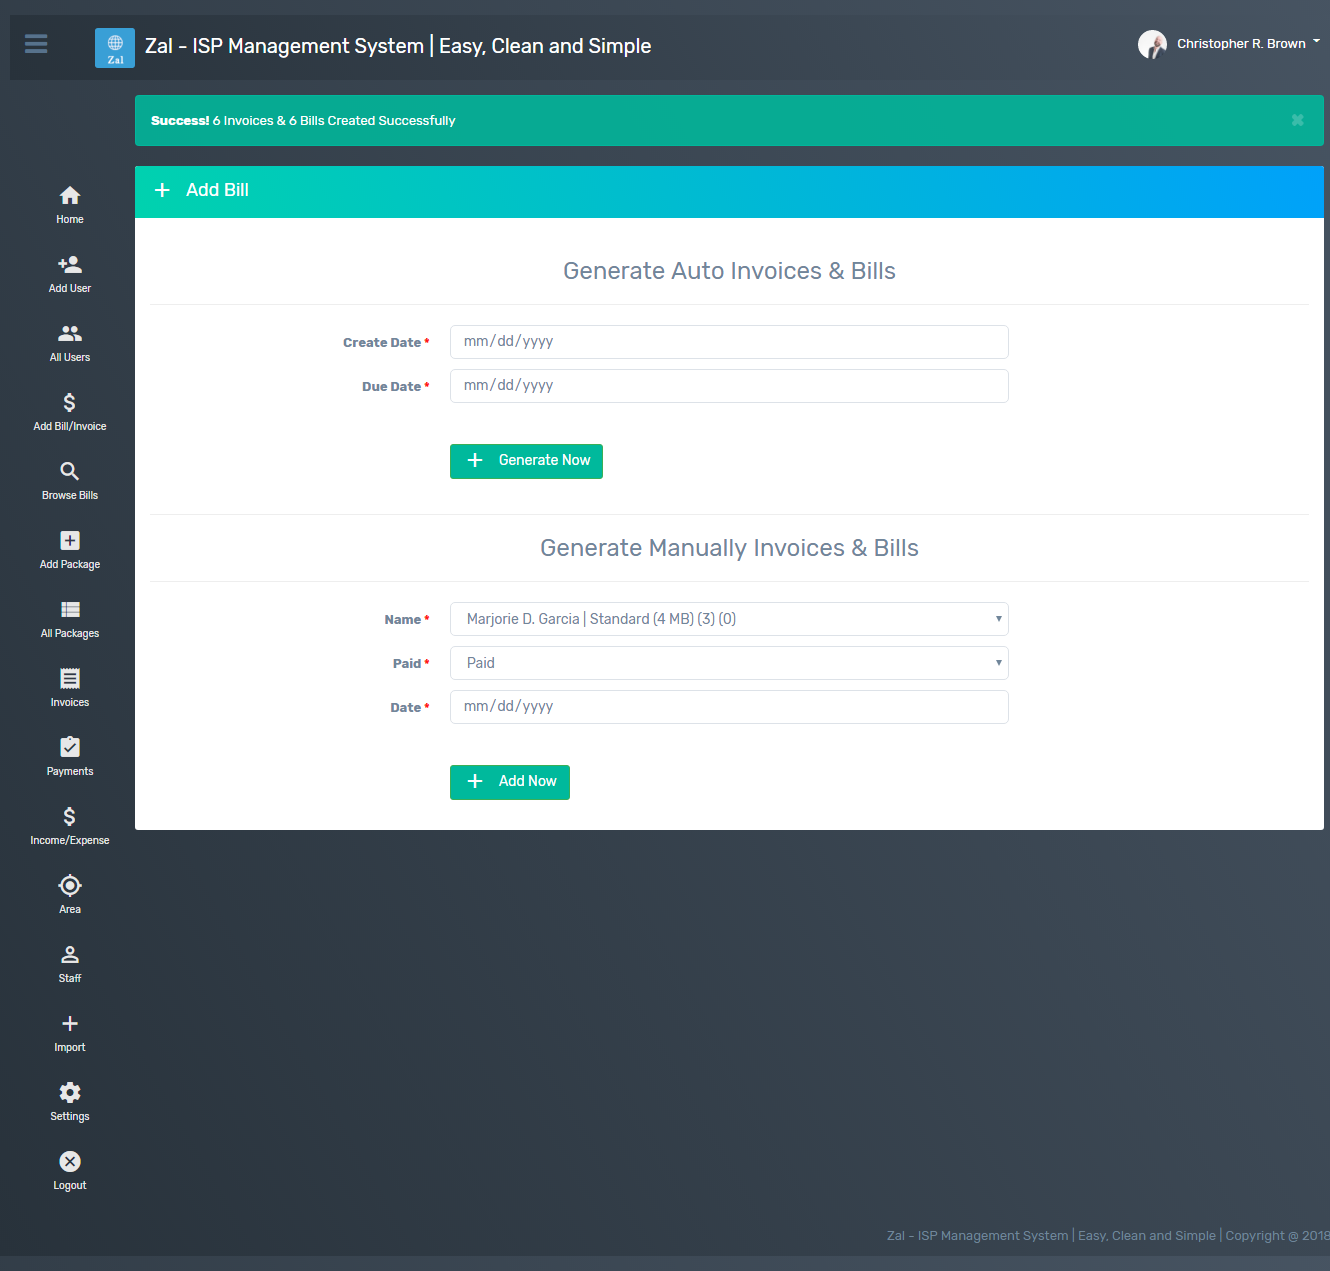 Zal
Zal - ISP Management System | Easy, Clean and Simple
Christopher R. Brown
Success! 6 Invoices & 6 Bills Created Successfully
Add Bill
Home
Add User
All Users
Add Bill/Invoice
Browse Bills
Add Package
All Packages
Invoices
Payments
Income/Expense
Area
Staff
Import
Settings
Logout
Generate Auto Invoices & Bills
Create Date *
mm/dd/yyyy
Due Date *
mm/dd/yyyy
Generate Now
Generate Manually Invoices & Bills
Name *
Marjorie D. Garcia | Standard (4 MB) (3) (0)
Paid *
Paid
Date *
mm/dd/yyyy
Add Now
Zal - ISP Management System | Easy, Clean and Simple | Copyright @ 2018